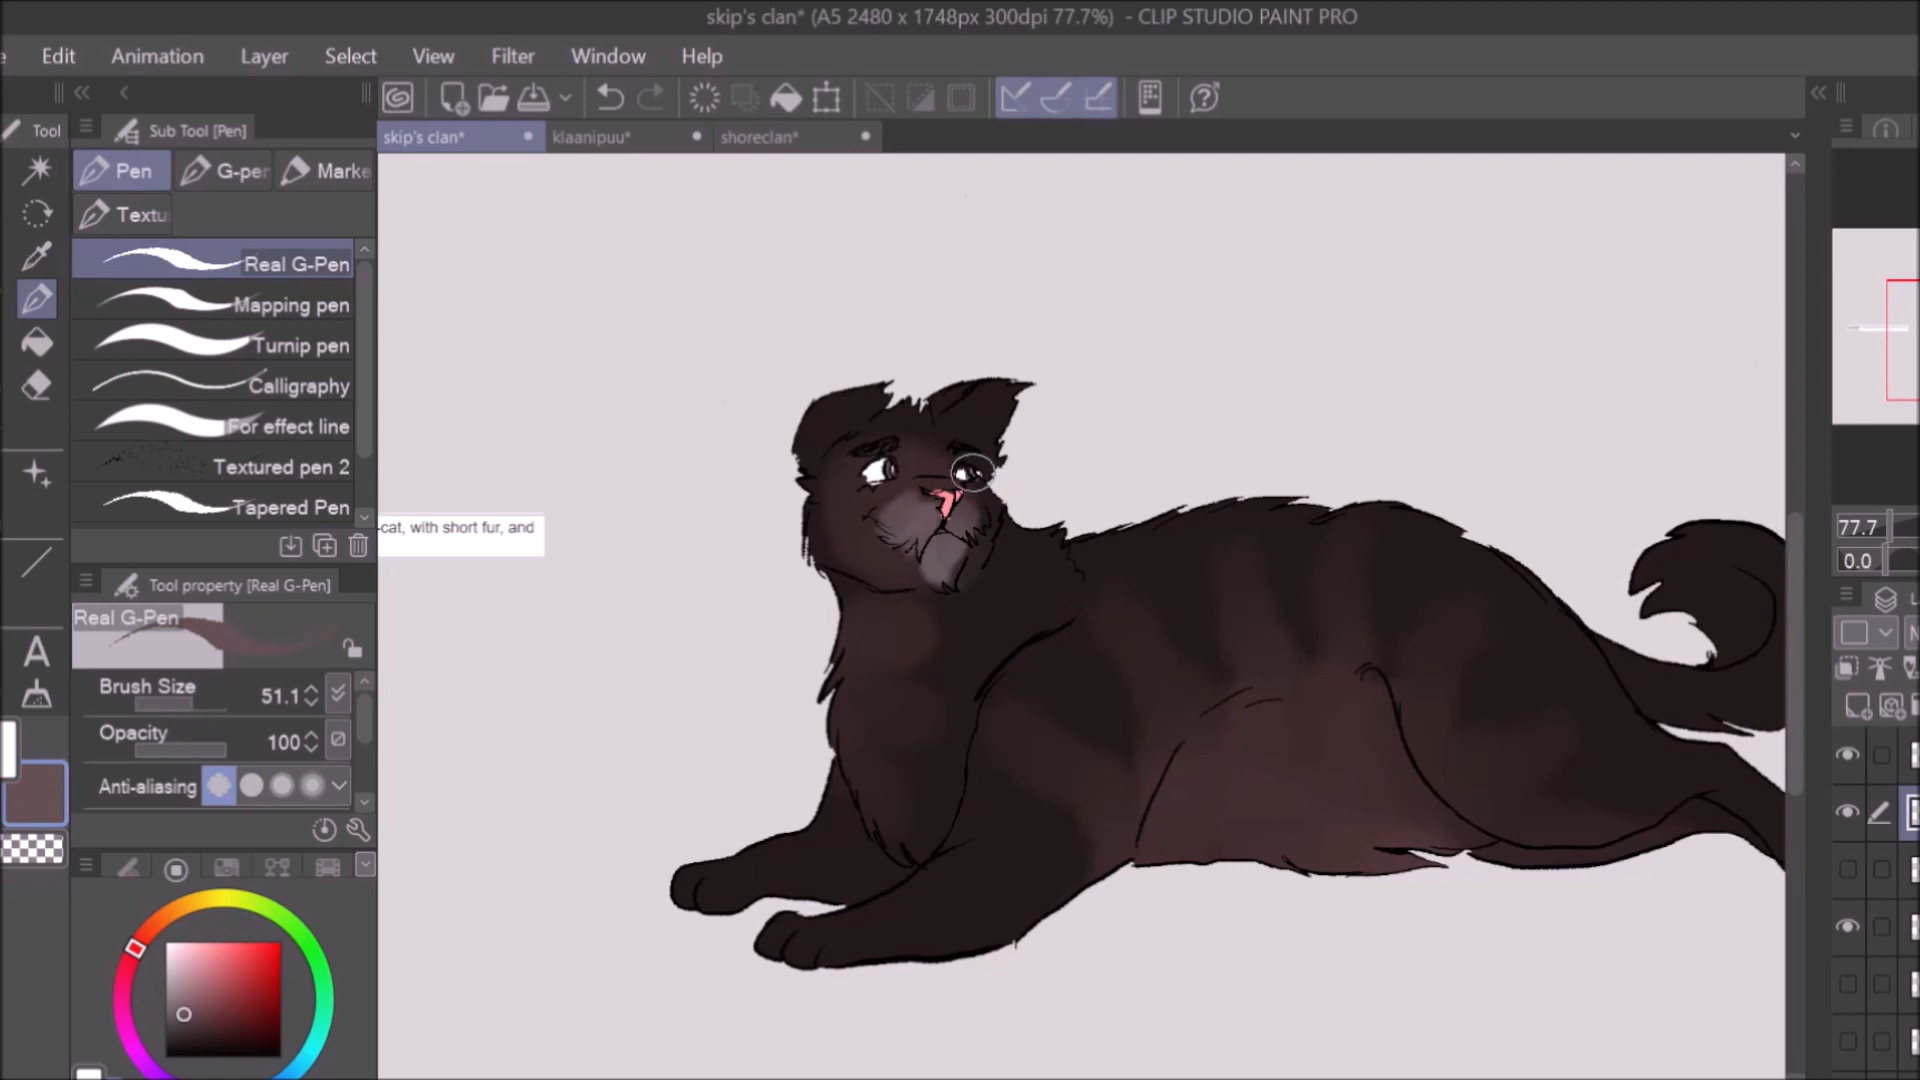 skip's clan* (A5 2480 x 1748px 300dpi 77.7%) - CLIP STUDIO PAINT PRO
Edit Animation Layer Select View Filter Window Help
Tool
Sub Tool [Pen]
skip's clan*
klaanipuu*
shoreclan*
Pen
G-per
Marke
Textu
Real G-Pen
Mapping pen
Turnip pen
Calligraphy
For effect line
Textured pen 2
Tapered Pen
-cat, with short fur, and
Tool property [Real G-Pen]
Real G-Pen
Brush Size 51.1
Opacity 100
Anti-aliasing
A
77.7
0.0